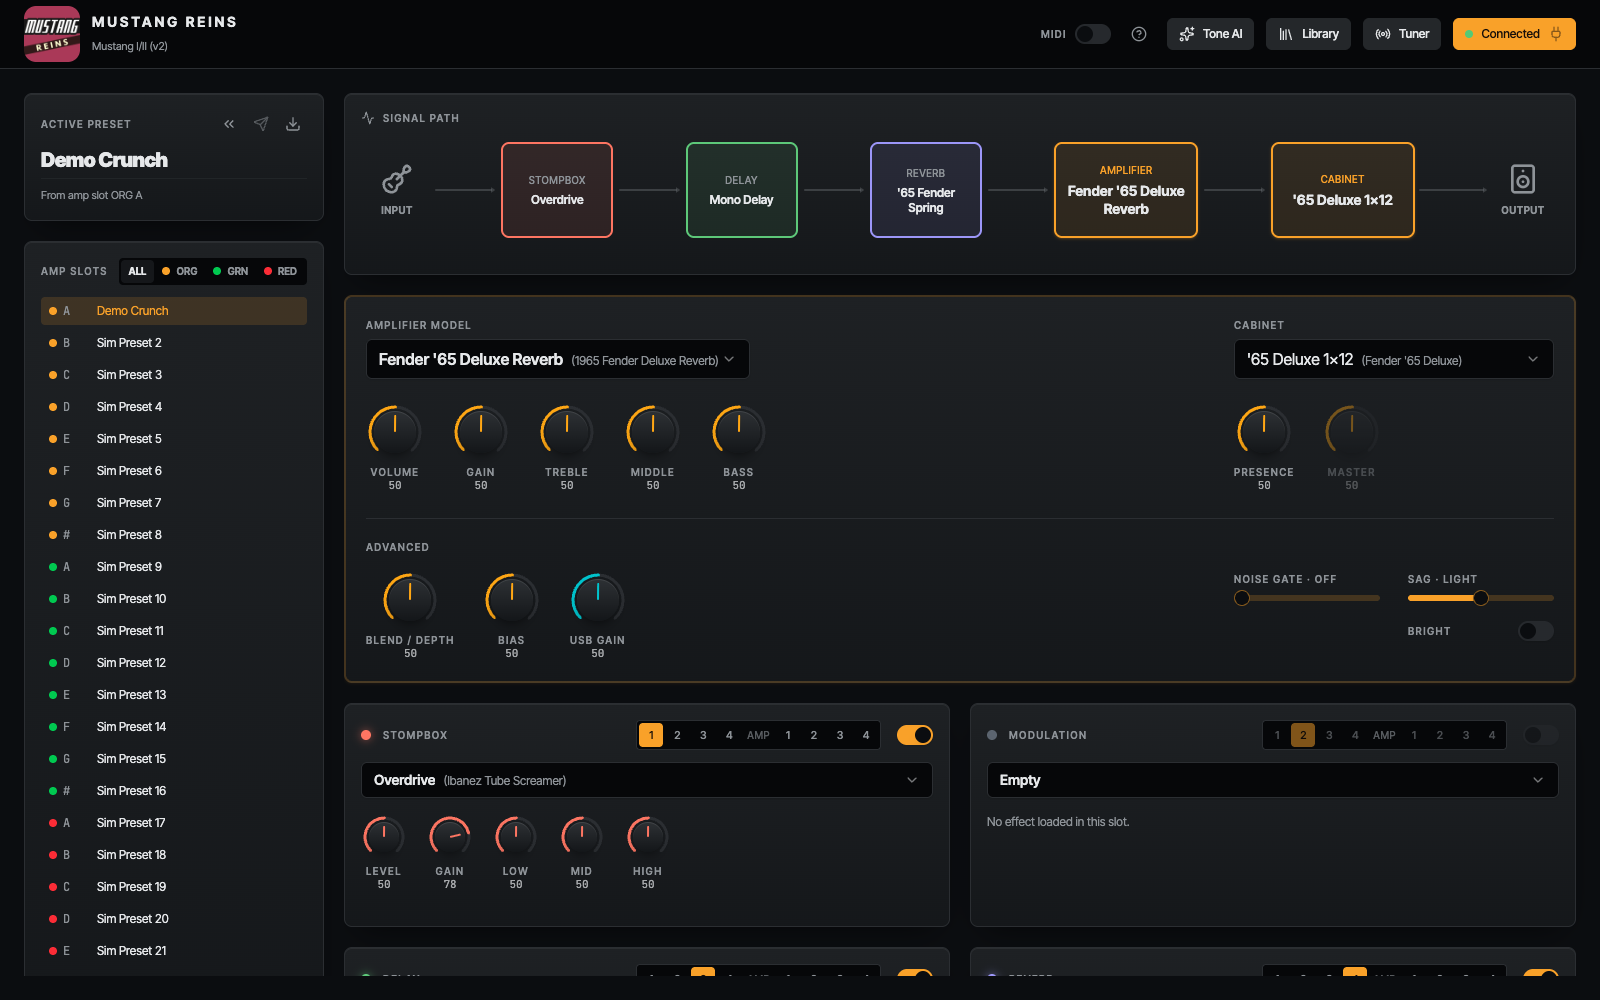 MUSTANG
REINS
MUSTANG REINS
Mustang I/II (v2)
MIDI
Tone AI
Library
Tuner
Connected
ACTIVE PRESET
Demo Crunch
From amp slot ORG A
AMP SLOTS
ALL
ORG
GRN
RED
A Demo Crunch
B Sim Preset 2
C Sim Preset 3
D Sim Preset 4
E Sim Preset 5
F Sim Preset 6
G Sim Preset 7
# Sim Preset 8
A Sim Preset 9
B Sim Preset 10
C Sim Preset 11
D Sim Preset 12
E Sim Preset 13
F Sim Preset 14
G Sim Preset 15
# Sim Preset 16
A Sim Preset 17
B Sim Preset 18
C Sim Preset 19
D Sim Preset 20
E Sim Preset 21
SIGNAL PATH
INPUT
STOMPBOX
Overdrive
DELAY
Mono Delay
REVERB
'65 Fender
Spring
AMPLIFIER
Fender '65 Deluxe
Reverb
CABINET
'65 Deluxe 1×12
OUTPUT
AMPLIFIER MODEL
Fender '65 Deluxe Reverb (1965 Fender Deluxe Reverb)
CABINET
'65 Deluxe 1×12 (Fender '65 Deluxe)
VOLUME GAIN TREBLE MIDDLE BASS
50 50 50 50 50
PRESENCE MASTER
50 50
ADVANCED
BLEND / DEPTH BIAS USB GAIN
50 50 50
NOISE GATE · OFF
SAG · LIGHT
BRIGHT
STOMPBOX
1 2 3 4 AMP 1 2 3 4
Overdrive (Ibanez Tube Screamer)
LEVEL GAIN LOW MID HIGH
50 78 50 50 50
MODULATION
1 2 3 4 AMP 1 2 3 4
Empty
No effect loaded in this slot.